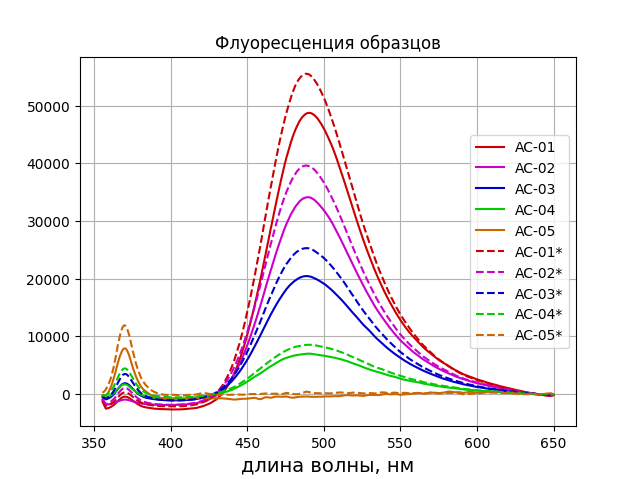 Флуоресценция образцов
50000
40000
30000
20000
10000
0
350 400 450 500 550 600 650
длина волны, нм
AC-01
AC-02
AC-03
AC-04
AC-05
AC-01*
AC-02*
AC-03*
AC-04*
AC-05*